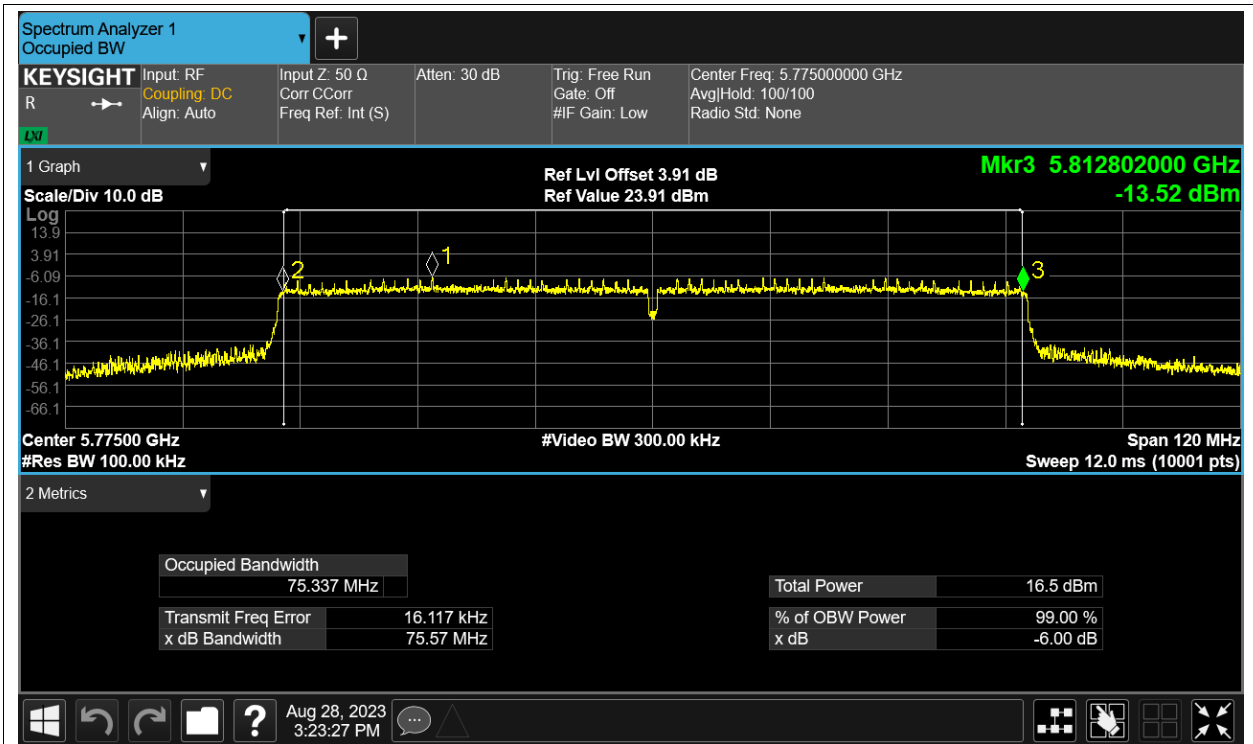 Spectrum Analyzer 1
Occupied BW
KEYSIGHT
R
LXI
Input: RF
Coupling: DC
Align: Auto
Input Z: 50 Ω
Corr CCorr
Freq Ref: Int (S)
Atten: 30 dB
Trig: Free Run
Gate: Off
#IF Gain: Low
Center Freq: 5.775000000 GHz
Avg|Hold: 100/100
Radio Std: None
1 Graph
Scale/Div 10.0 dB
Ref Lvl Offset 3.91 dB
Ref Value 23.91 dBm
Mkr3 5.812802000 GHz
-13.52 dBm
Log
13.9
3.91
-6.09
-16.1
-26.1
-36.1
-46.1
-56.1
-66.1
2
1
3
Center 5.77500 GHz
#Video BW 300.00 kHz
Span 120 MHz
#Res BW 100.00 kHz
Sweep 12.0 ms (10001 pts)
2 Metrics
Occupied Bandwidth
75.337 MHz
Transmit Freq Error 16.117 kHz
x dB Bandwidth 75.57 MHz
Total Power 16.5 dBm
% of OBW Power 99.00 %
x dB -6.00 dB
?
Aug 28, 2023
3:23:27 PM